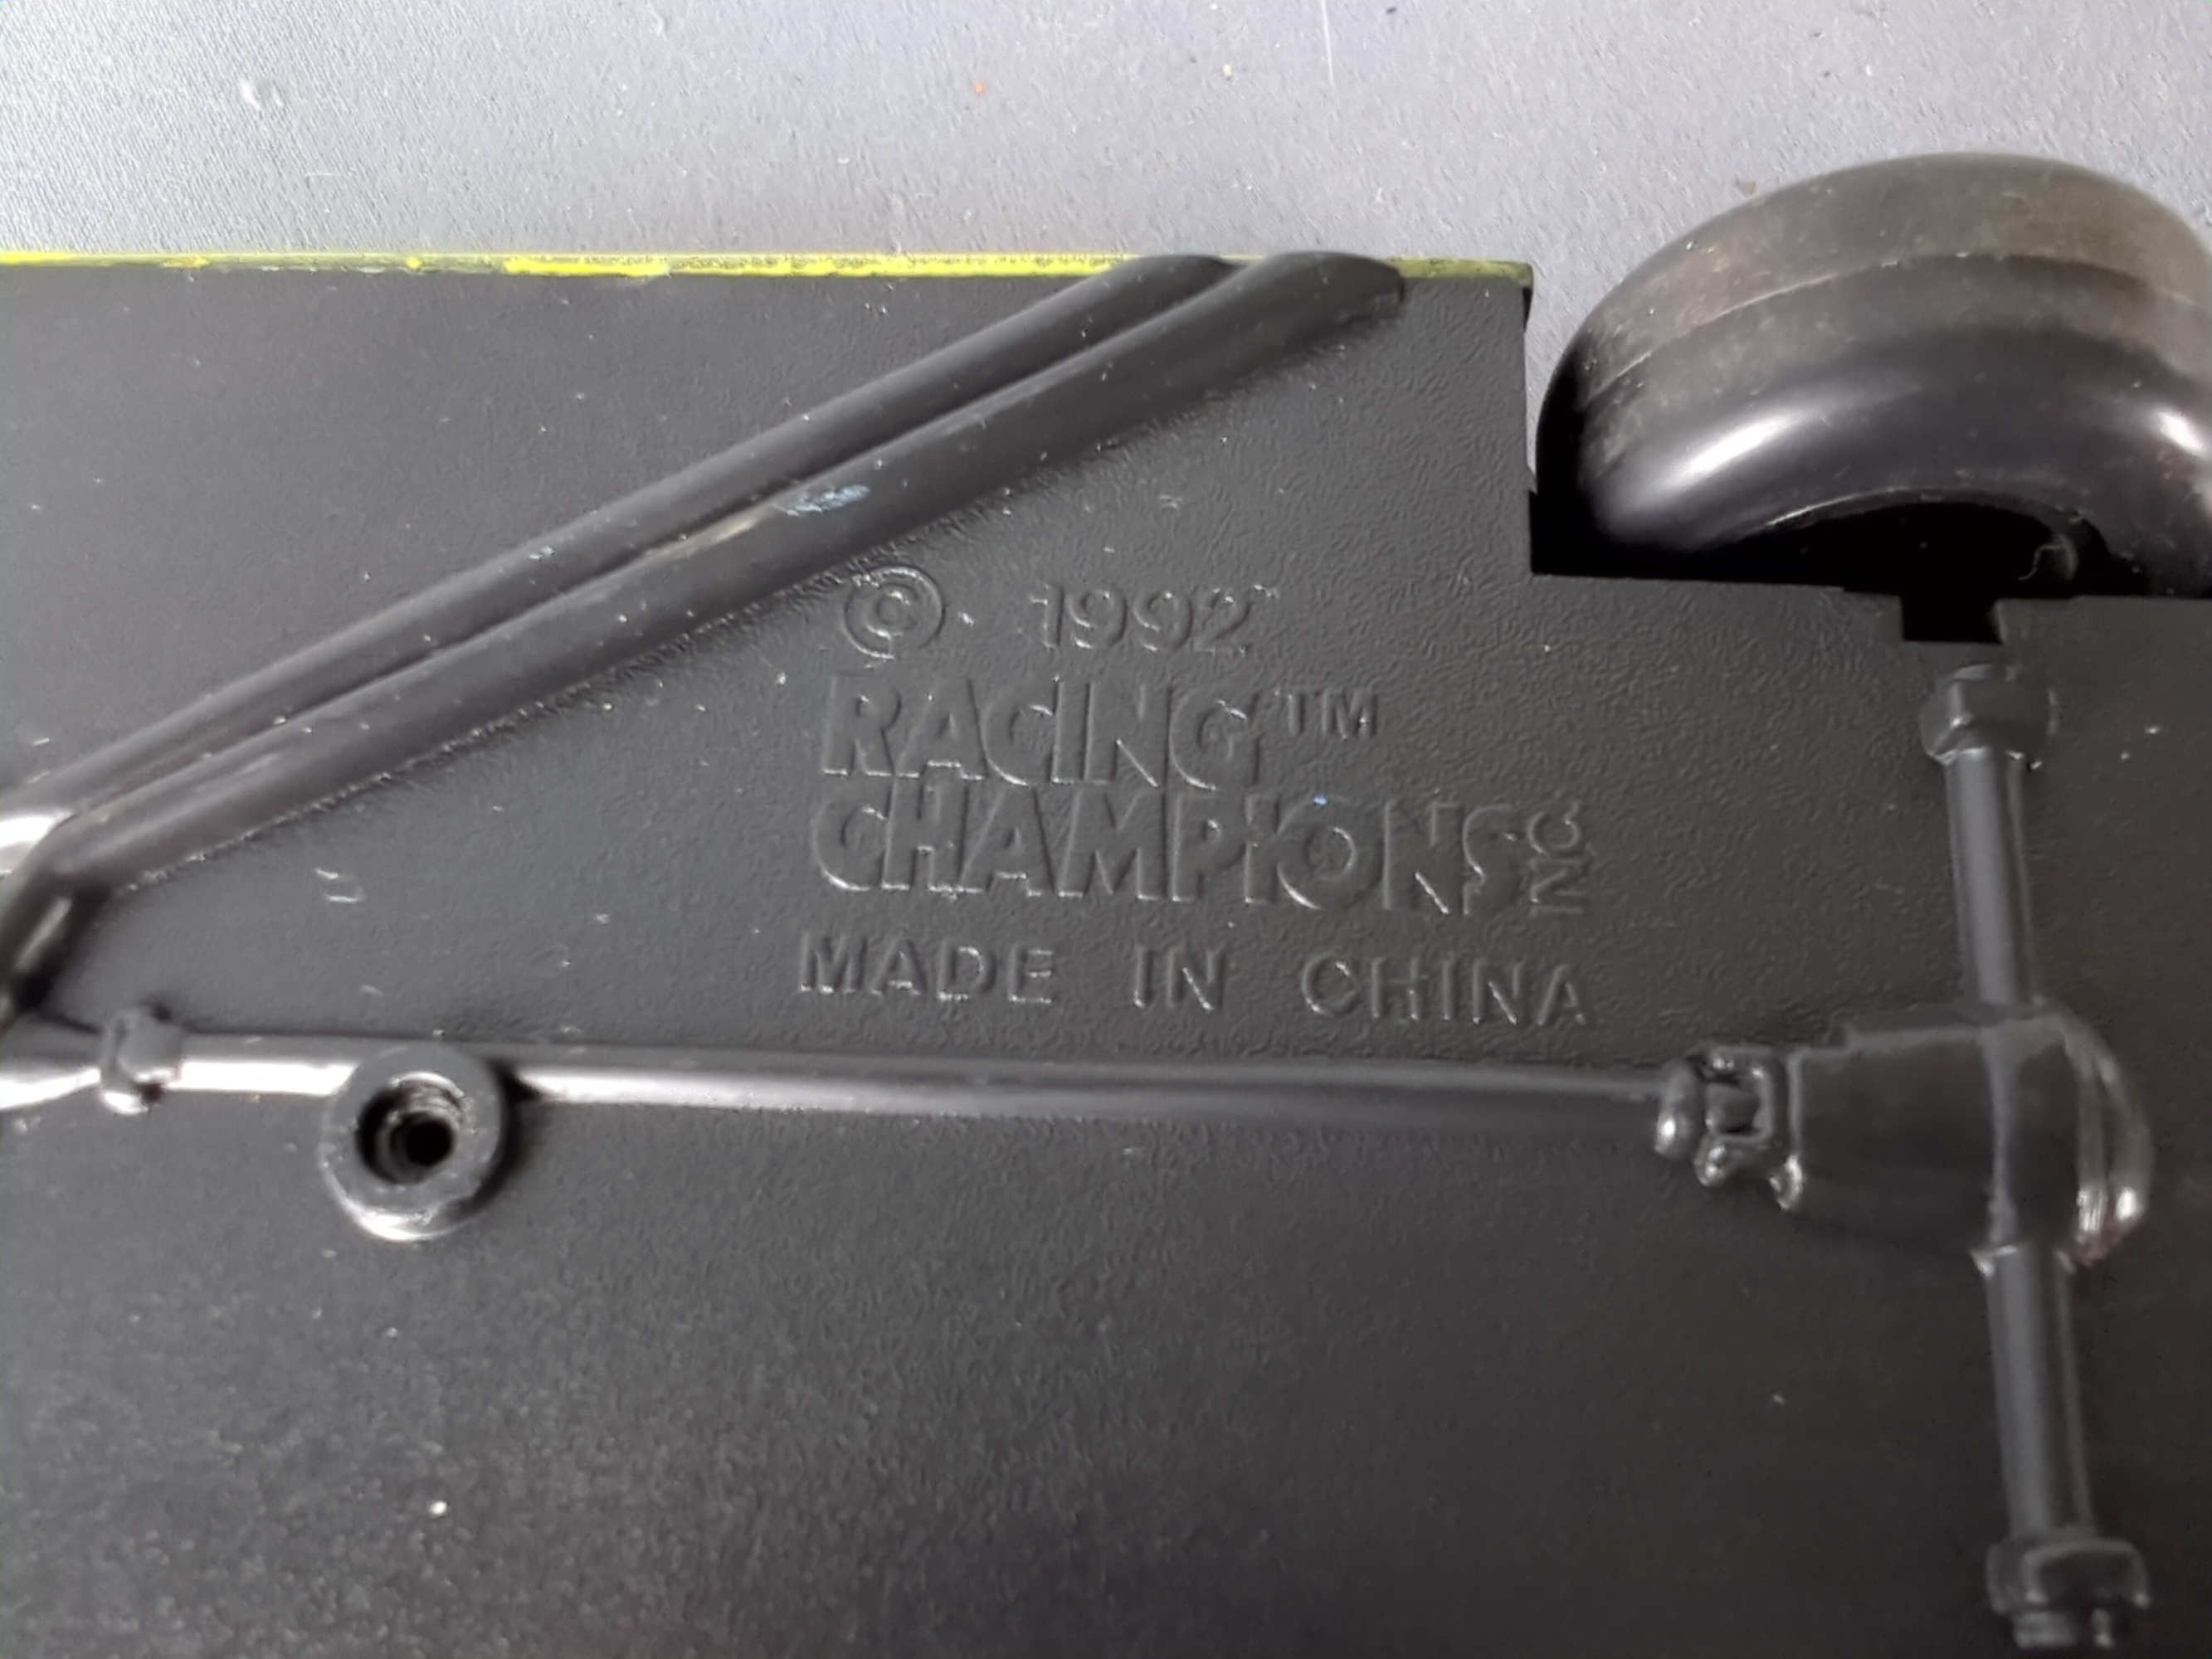 © 1992
RACING™
CHAMPIONS INC.
MADE IN CHINA